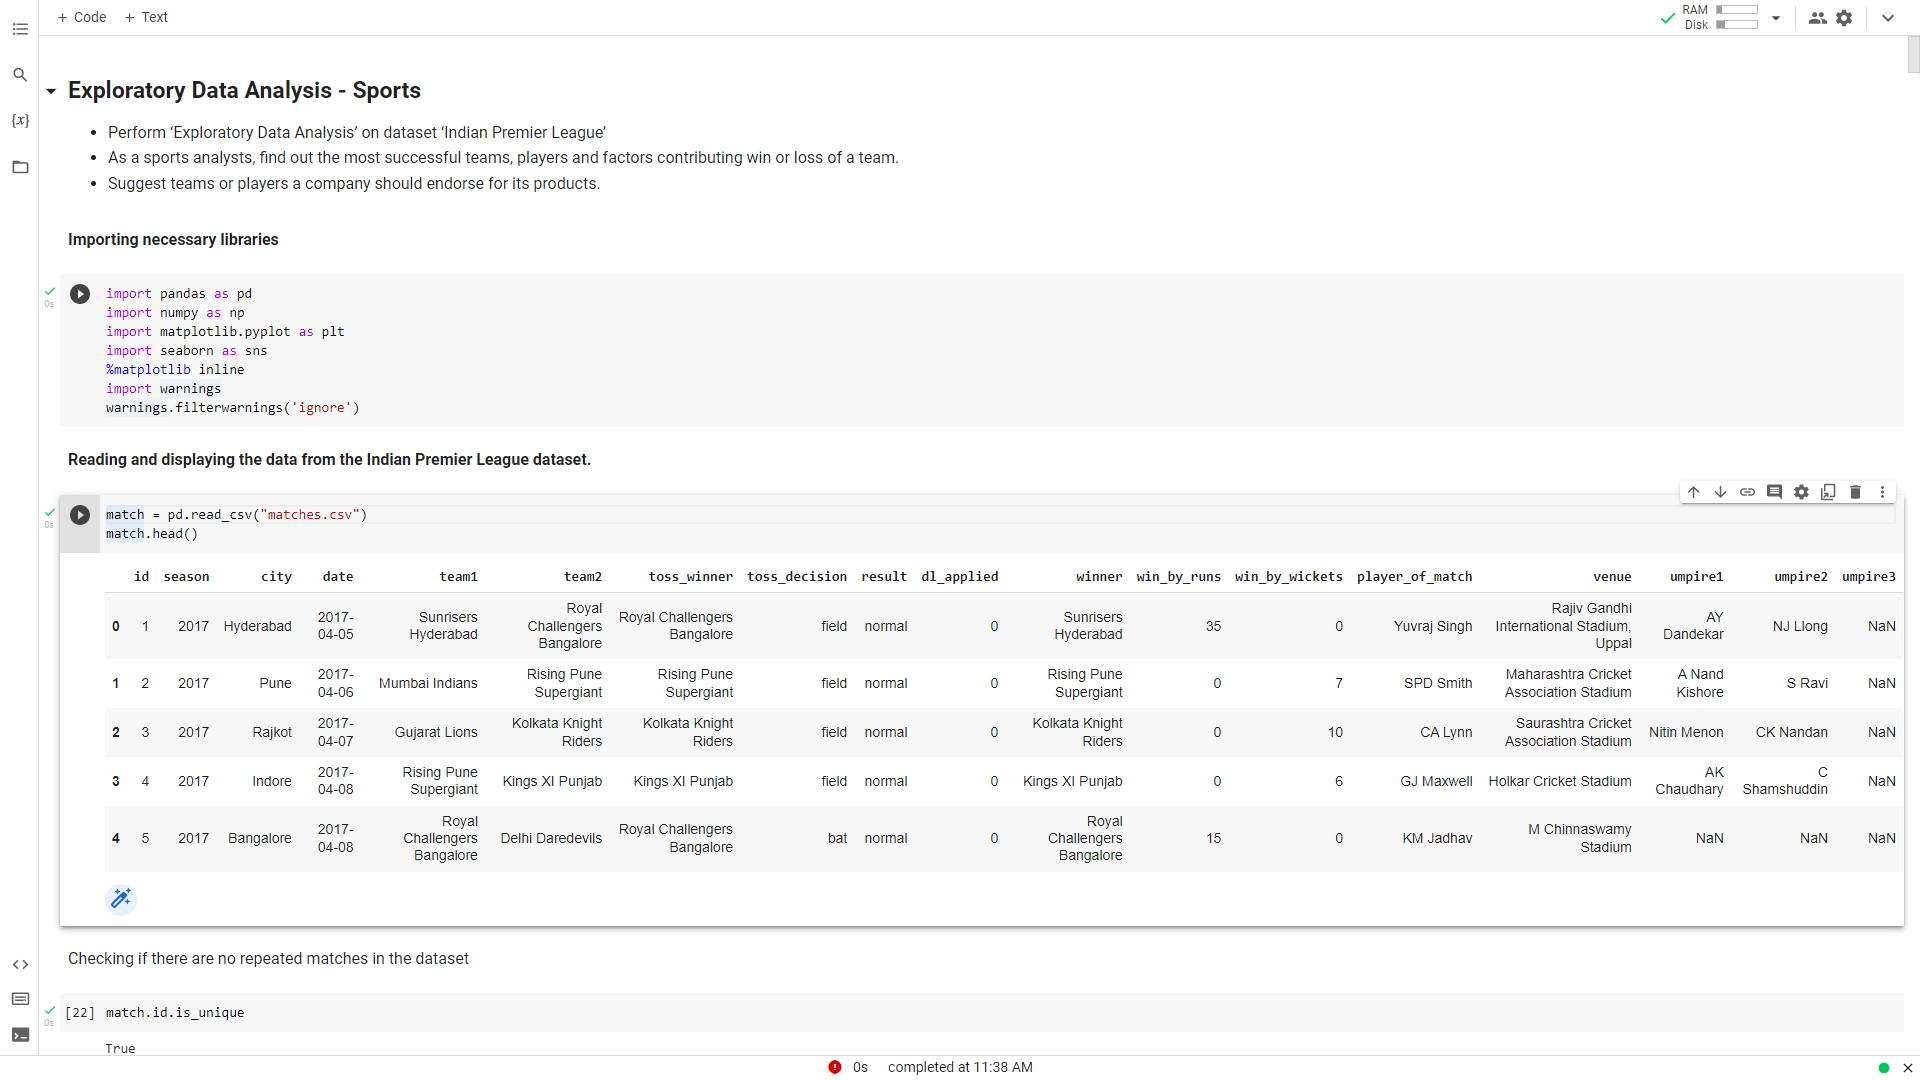 + Code + Text
RAM
Disk
{x}
Exploratory Data Analysis - Sports
• Perform ‘Exploratory Data Analysis’ on dataset ‘Indian Premier League’
• As a sports analysts, find out the most successful teams, players and factors contributing win or loss of a team.
• Suggest teams or players a company should endorse for its products.
Importing necessary libraries
0s
import pandas as pd
import numpy as np
import matplotlib.pyplot as plt
import seaborn as sns
%matplotlib inline
import warnings
warnings.filterwarnings('ignore')
Reading and displaying the data from the Indian Premier League dataset.
0s
match = pd.read_csv("matches.csv")
match.head()
id season city date team1 team2 toss_winner toss_decision result dl_applied winner win_by_runs win_by_wickets player_of_match venue umpire1 umpire2 umpire3
0 1 2017 Hyderabad 2017-04-05 Sunrisers Hyderabad Royal Challengers Bangalore Royal Challengers Bangalore field normal 0 Sunrisers Hyderabad 35 0 Yuvraj Singh Rajiv Gandhi International Stadium, Uppal AY Dandekar NJ Llong NaN
1 2 2017 Pune 2017-04-06 Mumbai Indians Rising Pune Supergiant Rising Pune Supergiant field normal 0 Rising Pune Supergiant 0 7 SPD Smith Maharashtra Cricket Association Stadium A Nand Kishore S Ravi NaN
2 3 2017 Rajkot 2017-04-07 Gujarat Lions Kolkata Knight Riders Kolkata Knight Riders field normal 0 Kolkata Knight Riders 0 10 CA Lynn Saurashtra Cricket Association Stadium Nitin Menon CK Nandan NaN
3 4 2017 Indore 2017-04-08 Rising Pune Supergiant Kings XI Punjab Kings XI Punjab field normal 0 Kings XI Punjab 0 6 GJ Maxwell Holkar Cricket Stadium AK Chaudhary C Shamshuddin NaN
4 5 2017 Bangalore 2017-04-08 Royal Challengers Bangalore Delhi Daredevils Royal Challengers Bangalore bat normal 0 Royal Challengers Bangalore 15 0 KM Jadhav M Chinnaswamy Stadium NaN NaN NaN
Checking if there are no repeated matches in the dataset
0s
[22] match.id.is_unique
True
0s completed at 11:38 AM